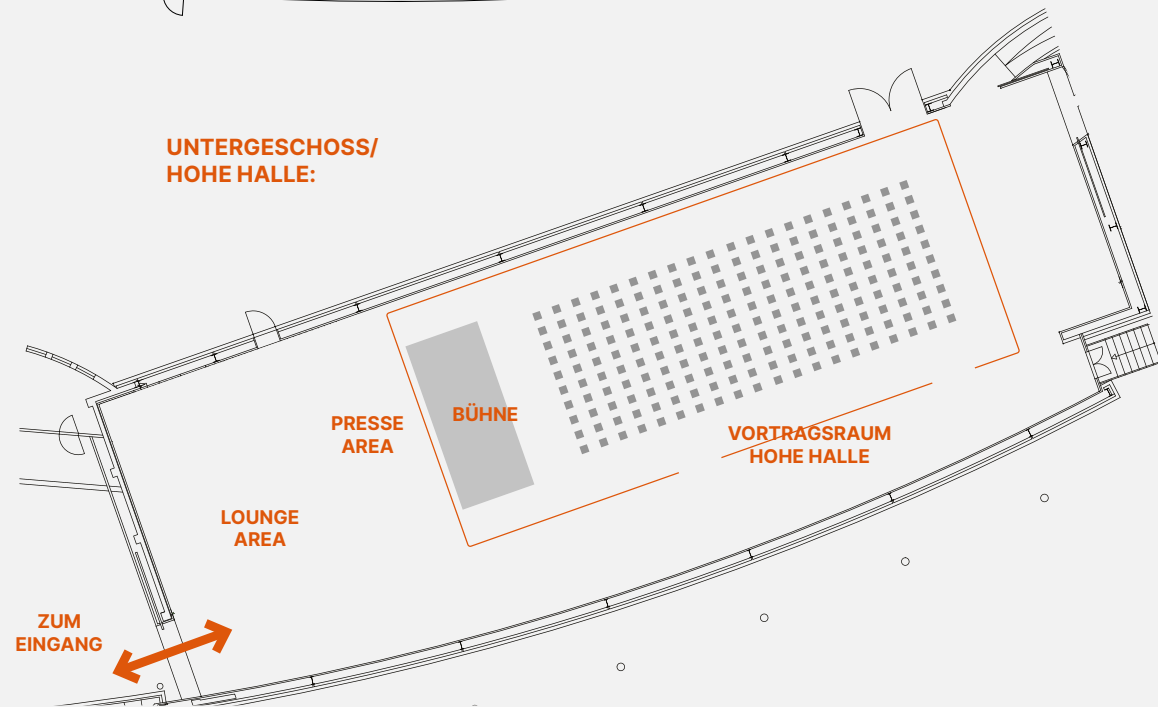 UNTERGESCHOSS/
HOHE HALLE:
PRESSE
AREA
BÜHNE
VORTRAGSRAUM
HOHE HALLE
LOUNGE
AREA
ZUM
EINGANG